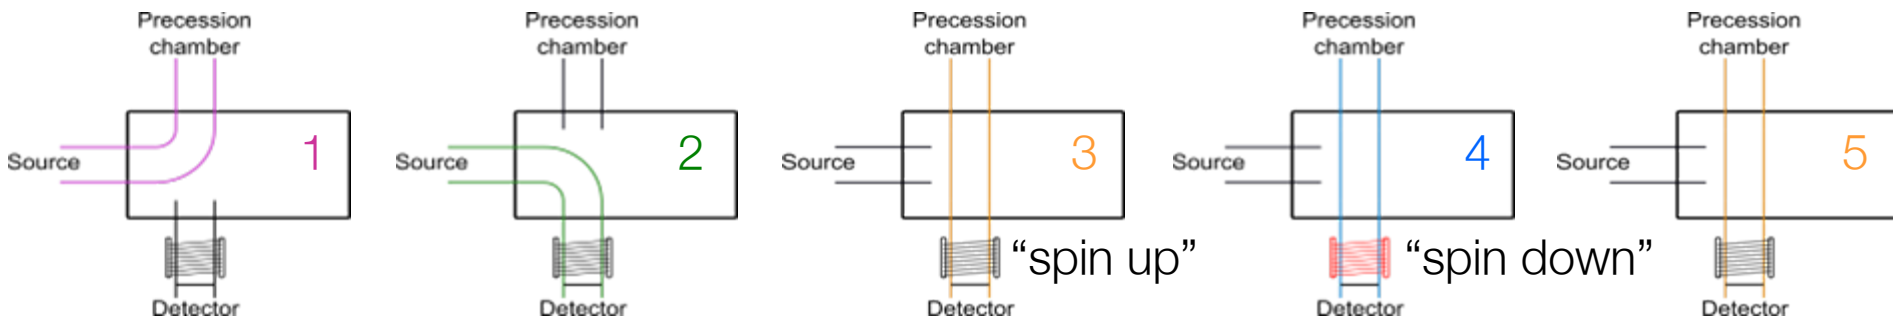 Precession
chamber
Source
1
Detector
Precession
chamber
Source
2
Detector
Precession
chamber
Source
3
“spin up”
Detector
Precession
chamber
Source
4
“spin down”
Detector
Precession
chamber
Source
5
Detector